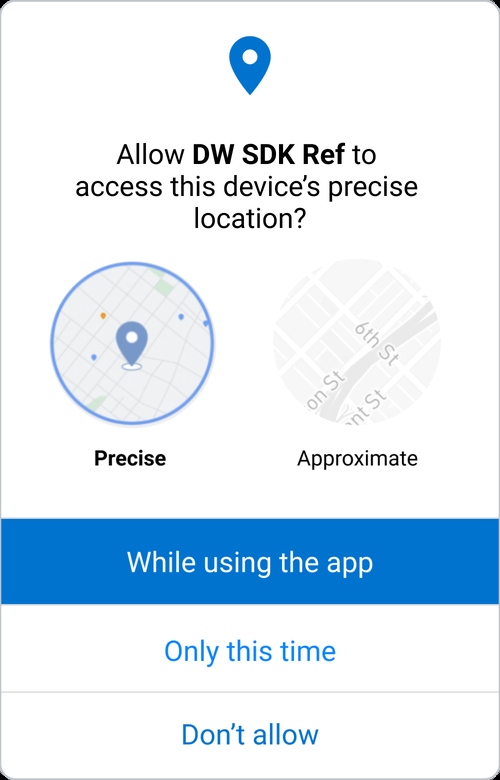 Allow DW SDK Ref to
access this device’s precise
location?
6th St
on St
ont St
Precise
Approximate
While using the app
Only this time
Don’t allow